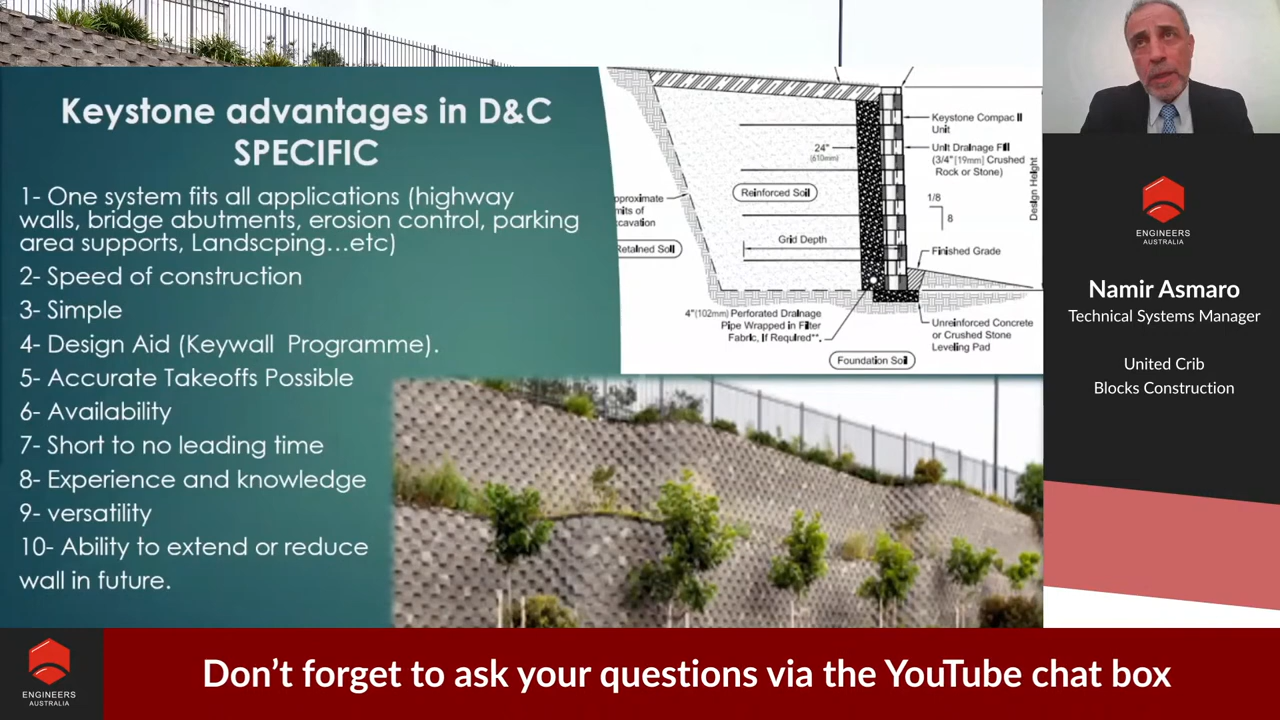 Keystone advantages in D&C
SPECIFIC
1- One system fits all applications (highway
walls, bridge abutments, erosion control, parking
area supports, Landscping...etc)
2- Speed of construction
3- Simple
4- Design Aid (Keywall Programme).
5- Accurate Takeoffs Possible
6- Availability
7- Short to no leading time
8- Experience and knowledge
9- versatility
10- Ability to extend or reduce
wall in future.
Keystone Compac II
Unit
24"
(610mm)
Unit Drainage Fill
(3/4" [19mm] Crushed
Rock or Stone)
Reinforced Soil
pproximate
mits of
xcavation
Retained Soil
1/8
8
Design Height
Grid Depth
Finished Grade
4"(102mm) Perforated Drainage
Pipe Wrapped in Filter
Fabric, If Required**.
Unreinforced Concrete
or Crushed Stone
Leveling Pad
Foundation Soil
ENGINEERS
AUSTRALIA
Namir Asmaro
Technical Systems Manager
United Crib
Blocks Construction
ENGINEERS
AUSTRALIA
Don't forget to ask your questions via the YouTube chat box